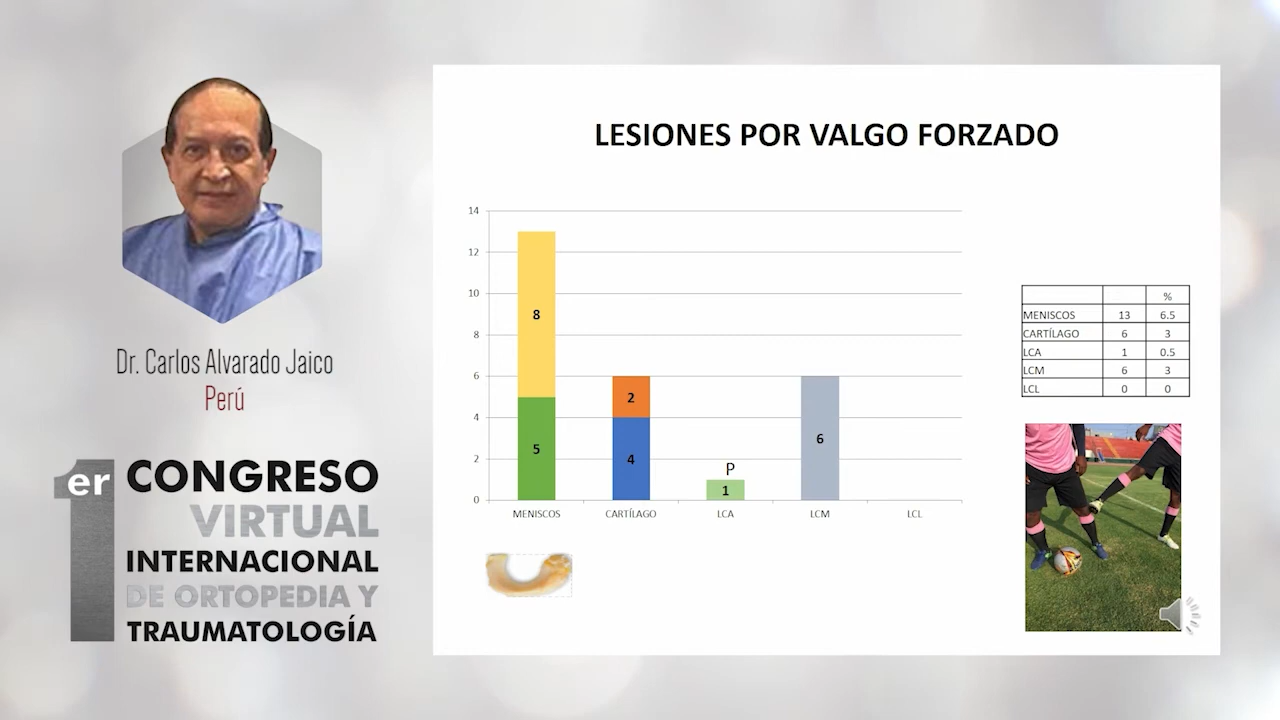 Dr. Carlos Alvarado Jaico
Perú
1er CONGRESO
VIRTUAL
INTERNACIONAL
DE ORTOPEDIA Y
TRAUMATOLOGÍA
LESIONES POR VALGO FORZADO
14
12
10
8
6
4
2
0
8
5
2
4
P
1
6
MENISCOS CARTÍLAGO LCA LCM LCL
%
MENISCOS 13 6.5
CARTÍLAGO 6 3
LCA 1 0.5
LCM 6 3
LCL 0 0